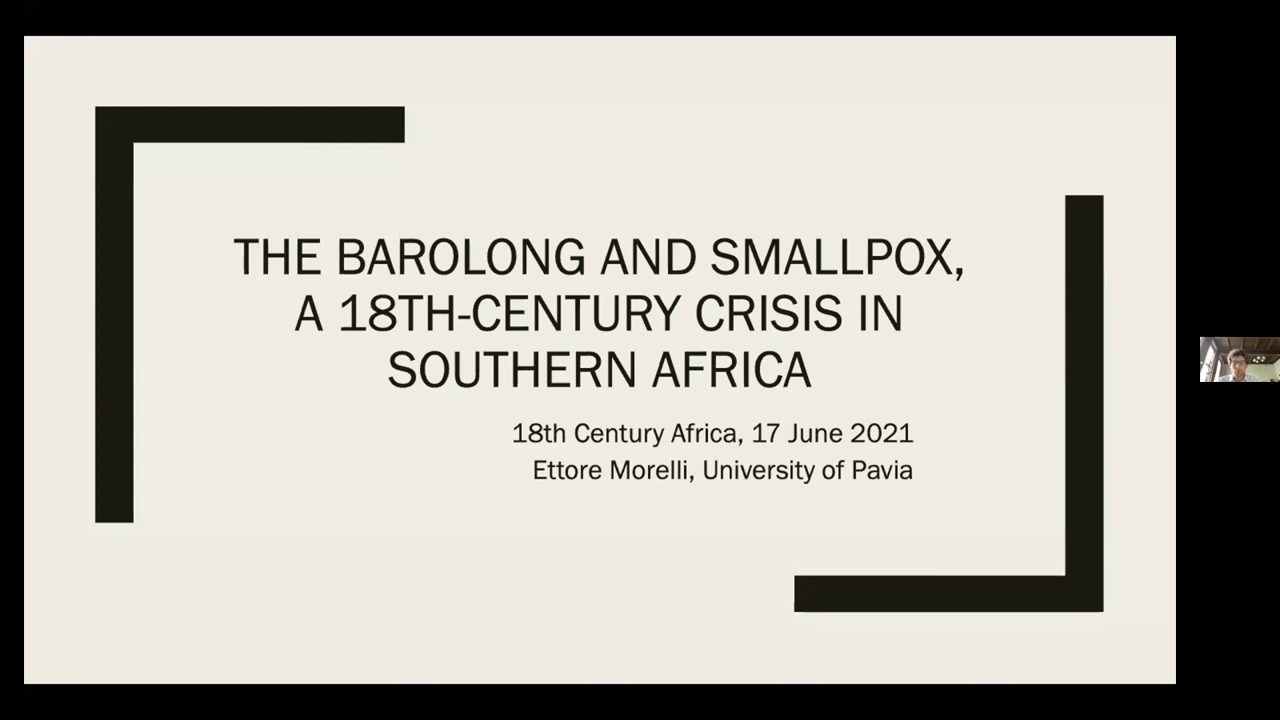 THE BAROLONG AND SMALLPOX,
A 18TH-CENTURY CRISIS IN
SOUTHERN AFRICA
18th Century Africa, 17 June 2021
Ettore Morelli, University of Pavia